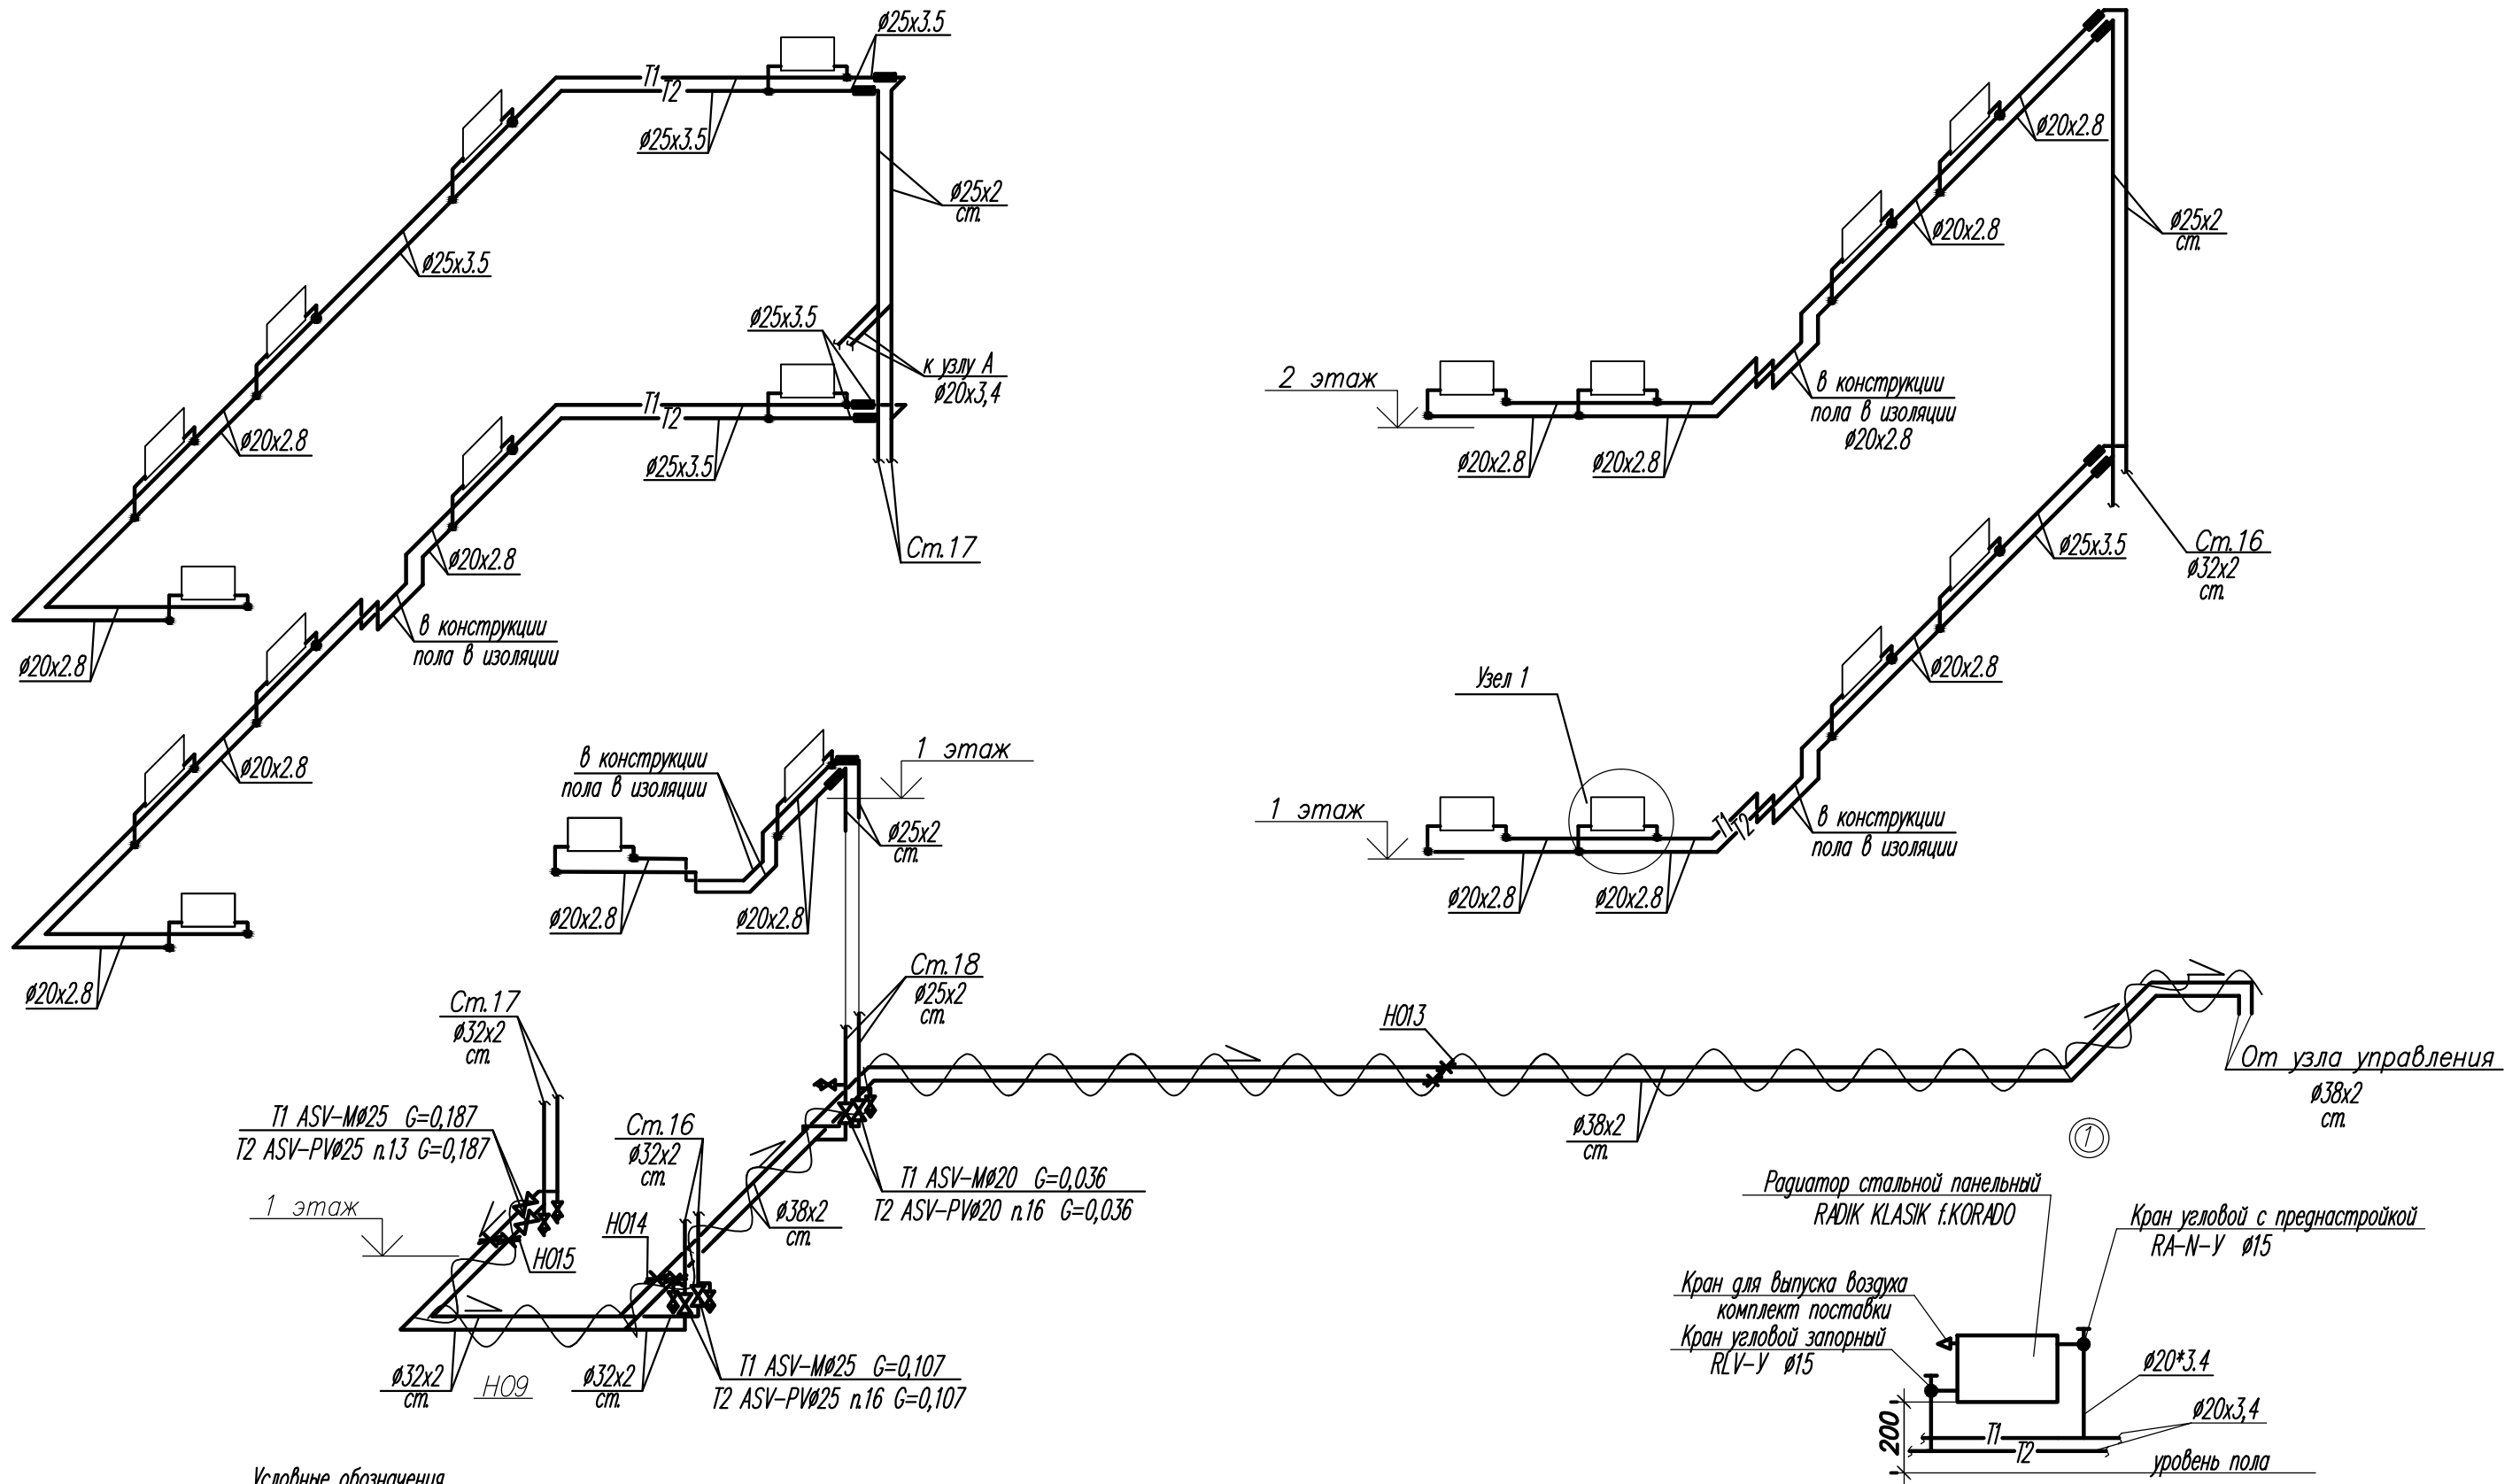 ø25x3.5
T1
T2
ø25x3.5
ø25x2
ст.
ø25x3.5
ø25x3.5
к узлу А
ø20x3,4
T1
T2
ø20x2.8
ø25x3.5
ø20x2.8
Ст.17
в конструкции
пола в изоляции
ø20x2.8
ø20x2.8
ø20x2.8
ø20x2.8
ø20x2.8
ø25x2
ст.
2 этаж
в конструкции
пола в изоляции
ø20x2.8
ø20x2.8
ø20x2.8
Ст.16
ø32x2
ст.
ø25x3.5
ø20x2.8
Узел 1
1 этаж
T1
T2
в конструкции
пола в изоляции
ø20x2.8
ø20x2.8
в конструкции
пола в изоляции
1 этаж
ø25x2
ст.
ø20x2.8
ø20x2.8
Ст.18
ø25x2
ст.
Ст.17
ø32x2
ст.
НО13
От узла управления
ø38x2
ст.
T1 ASV-Mø25 G=0,187
T2 ASV-PVø25 п.13 G=0,187
Ст.16
ø32x2
ст.
ø38x2
ст.
1
T1 ASV-Mø20 G=0,036
T2 ASV-PVø20 п.16 G=0,036
1 этаж
НО14
ø38x2
ст.
НО15
T1 ASV-Mø25 G=0,107
T2 ASV-PVø25 п.16 G=0,107
ø32x2
ст.
НО9
ø32x2
ст.
Радиатор стальной панельный
RADIK KLASIK f.KORADO
Кран угловой с преднастройкой
RA-N-У ø15
Кран для выпуска воздуха
комплект поставки
Кран угловой запорный
RLV-У ø15
ø20*3.4
ø20x3,4
200
T1
T2
уровень пола
Условные обозначения